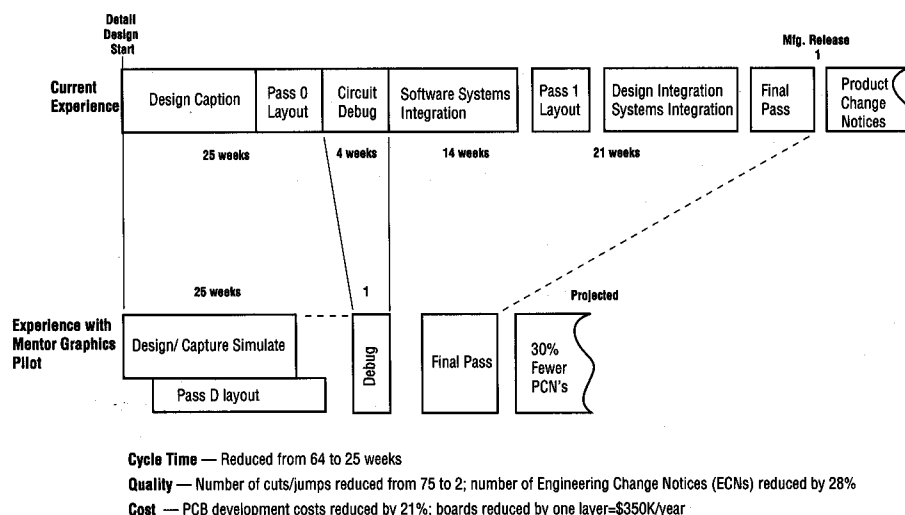 Detail
Design
Start
Mfg. Release
1
Current
Experience
Design Caption
Pass 0
Layout
Circuit
Debug
Software Systems
Integration
Pass 1
Layout
Design Integration
Systems Integration
Final
Pass
Product
Change
Notices
25 weeks
4 weeks
14 weeks
21 weeks
25 weeks
1
Projected
Experience with
Mentor Graphics
Pilot
Design/ Capture Simulate
Pass D layout
Debug
Final Pass
30%
Fewer
PCN's
Cycle Time — Reduced from 64 to 25 weeks
Quality — Number of cuts/jumps reduced from 75 to 2; number of Engineering Change Notices (ECNs) reduced by 28%
Cost — PCB development costs reduced by 21%; boards reduced by one layer=$350K/year